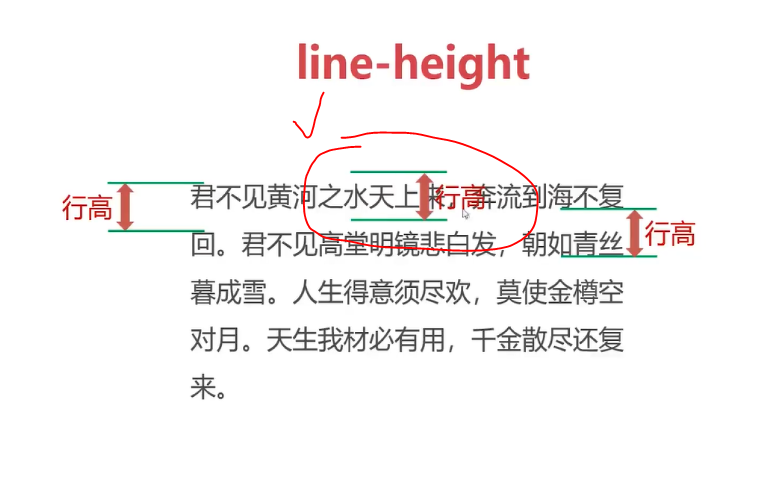 line-height
行高
君不见黄河之水天上来，奔流到海不复
行高
行高
回。君不见高堂明镜悲白发，朝如青丝
暮成雪。人生得意须尽欢，莫使金樽空
对月。天生我材必有用，千金散尽还复
来。